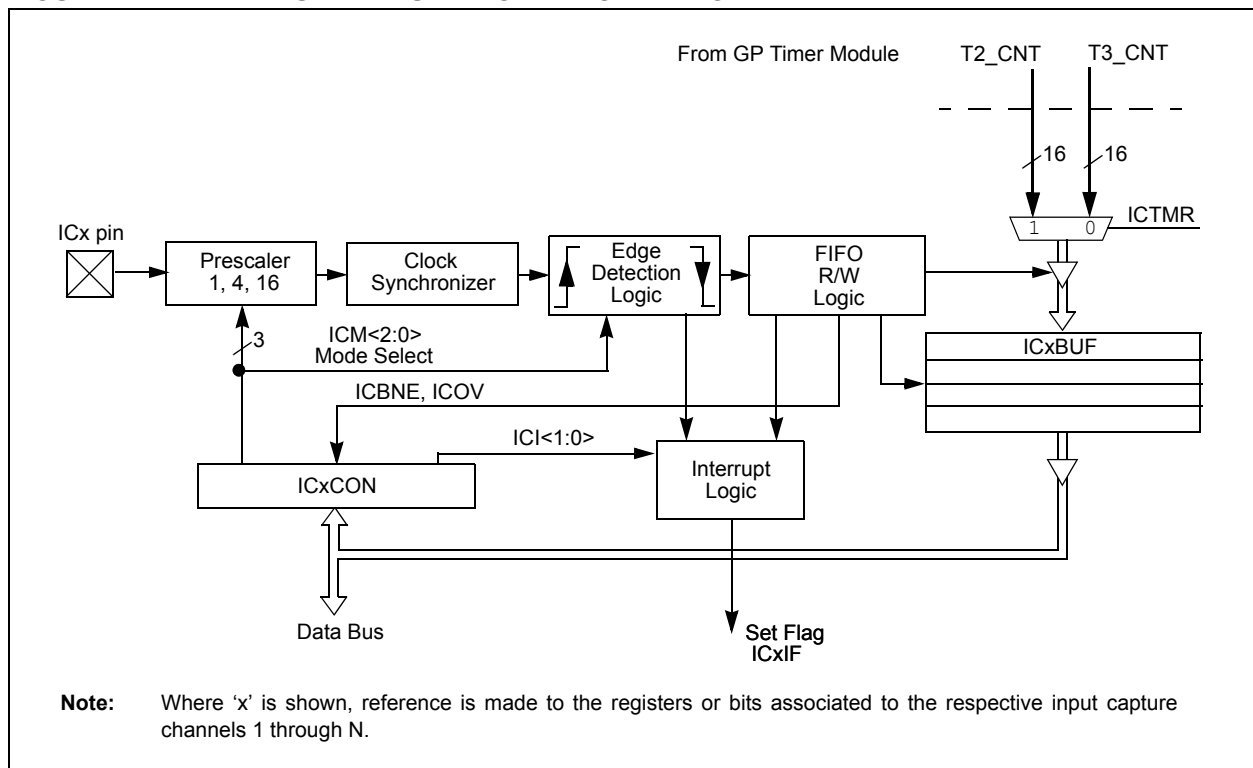 From GP Timer Module
T2_CNT
T3_CNT
16
16
1
0
ICTMR
ICx pin
Prescaler
1, 4, 16
Clock
Synchronizer
Edge
Detection
Logic
FIFO
R/W
Logic
3
ICM<2:0>
Mode Select
ICxBUF
ICBNE, ICOV
ICI<1:0>
Interrupt
Logic
ICxCON
Data Bus
Set Flag
ICxIF
Note: Where ‘x’ is shown, reference is made to the registers or bits associated to the respective input capture
channels 1 through N.